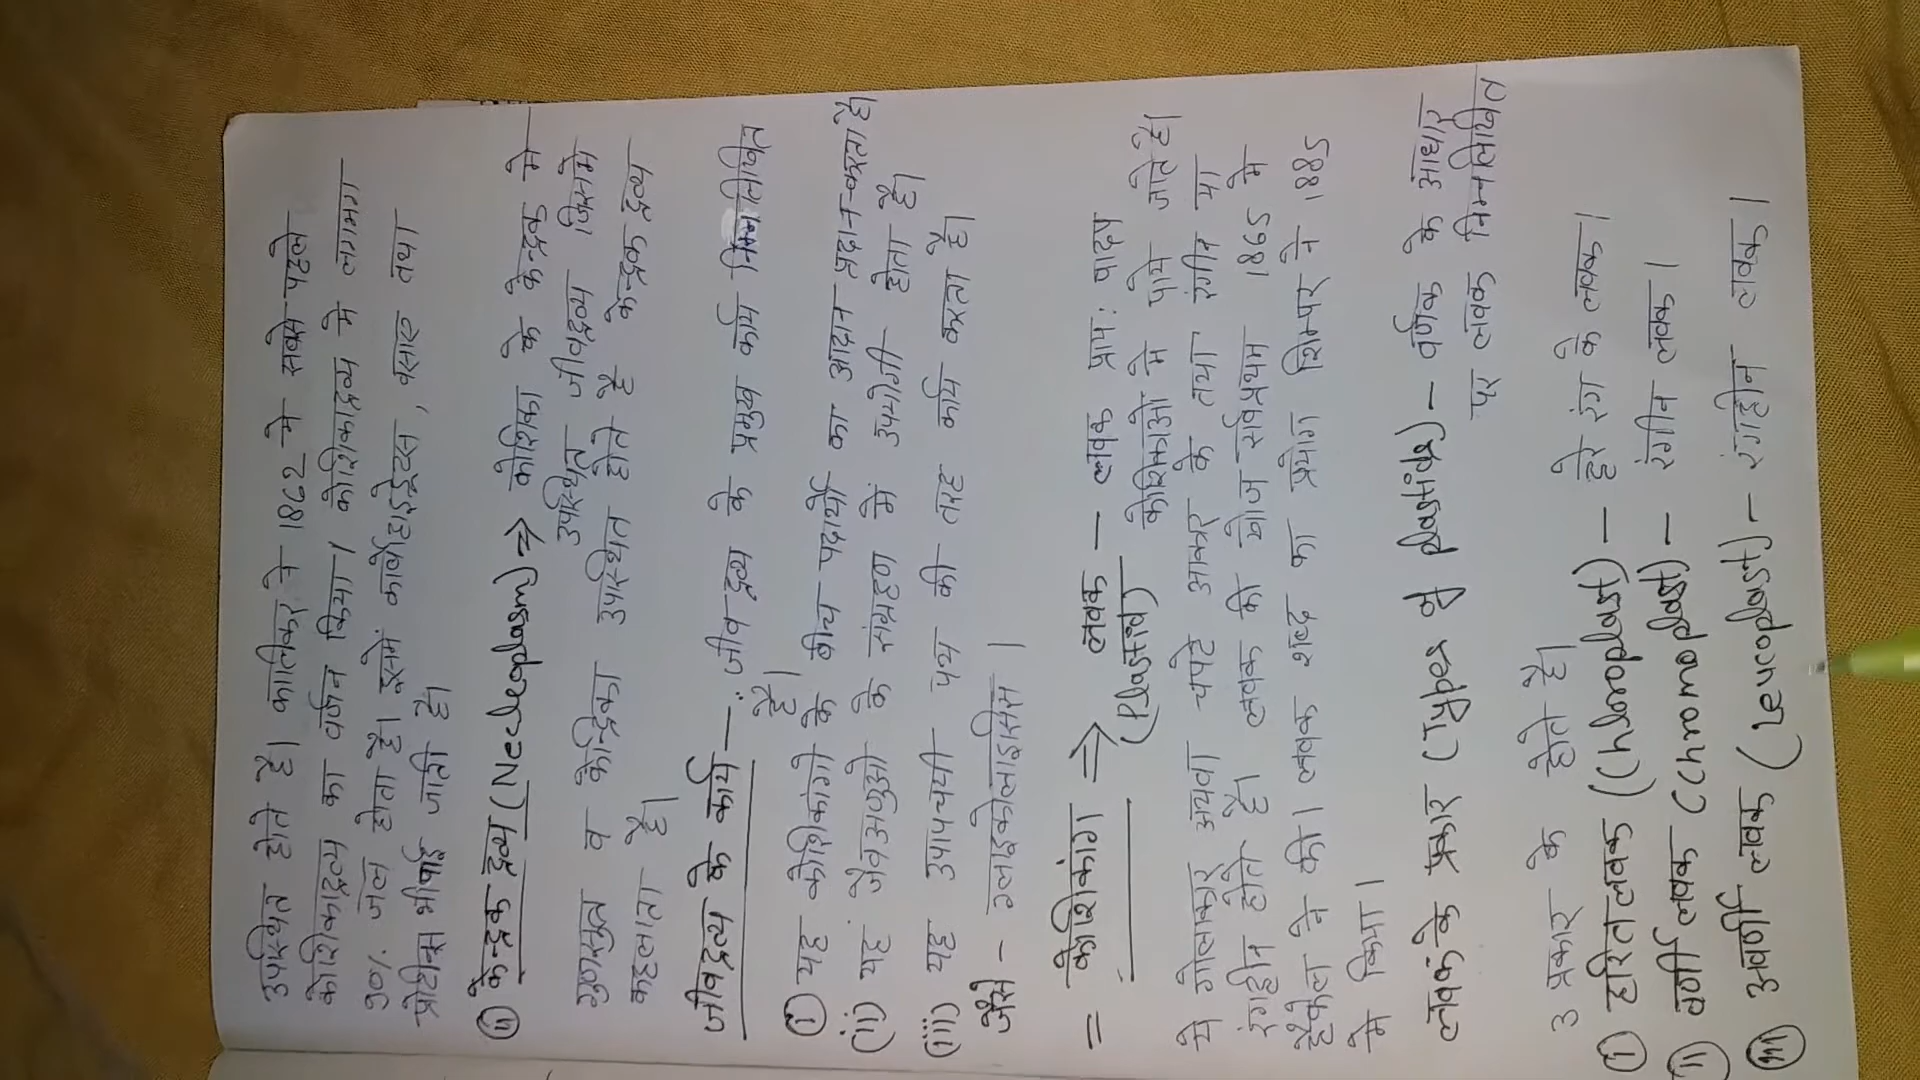 उपस्थित होते है। कालिकर ने 1862 मे सबसे पहले
कोशिकाद्रव्य का वर्णन किया। कोशिकाद्रव्य मे लगभग
90% जल होता है। इसमें कार्बोहाइड्रेटस, वसाए तथा
प्रोटीन्स भी पाई जाती है।
(ii) केन्द्रक द्रव्य (Necleoplasm) ⇒ कोशिका के केन्द्रक मे
उपस्थित जीवद्रव्य जिसमे
गुणसूत्र व केंद्रिका उपस्थित होते है केन्द्रक द्रव्य
कहलाता है।
जीवद्रव्य के कार्य —: जीव द्रव्य के प्रमुख कार्य निम्नलिखित
है।
(i) यह कोशिकाओ के बीच पदार्थो का आदान प्रदान करता है।
(ii) यह जैवअणुओ के संग्रहण में उपयोगी होता है।
(iii) यह उपापचयी पथ की तरह कार्य करता है।
जैसे - ग्लाइकोलाइसिस।
= कोशिकांग ⇒ लवक — लवक प्राय: पादप
(Plastid) कोशिकाओ मे पाये जाते है।
ये गोलाकार अथवा चपटे आकार के तथा रंगीन या
रंगहीन होते है। लवक की खोज सर्वप्रथम 1865 मे
हैकेल ने की। लवक शब्द का प्रयोग शिम्पर ने 1885
मे किया।
लवक के प्रकार (Types of plastids) - वर्णक के आधार
पर लवक निम्नलिखित
3 प्रकार के होते है।
(i) हरितलवक (Chloroplast) — हरे रंग के लवक।
(ii) वर्णी लवक (Chromoplast) — रंगीन लवक।
(iii) अवर्णी लवक (Leucoplast) — रंगहीन लवक।